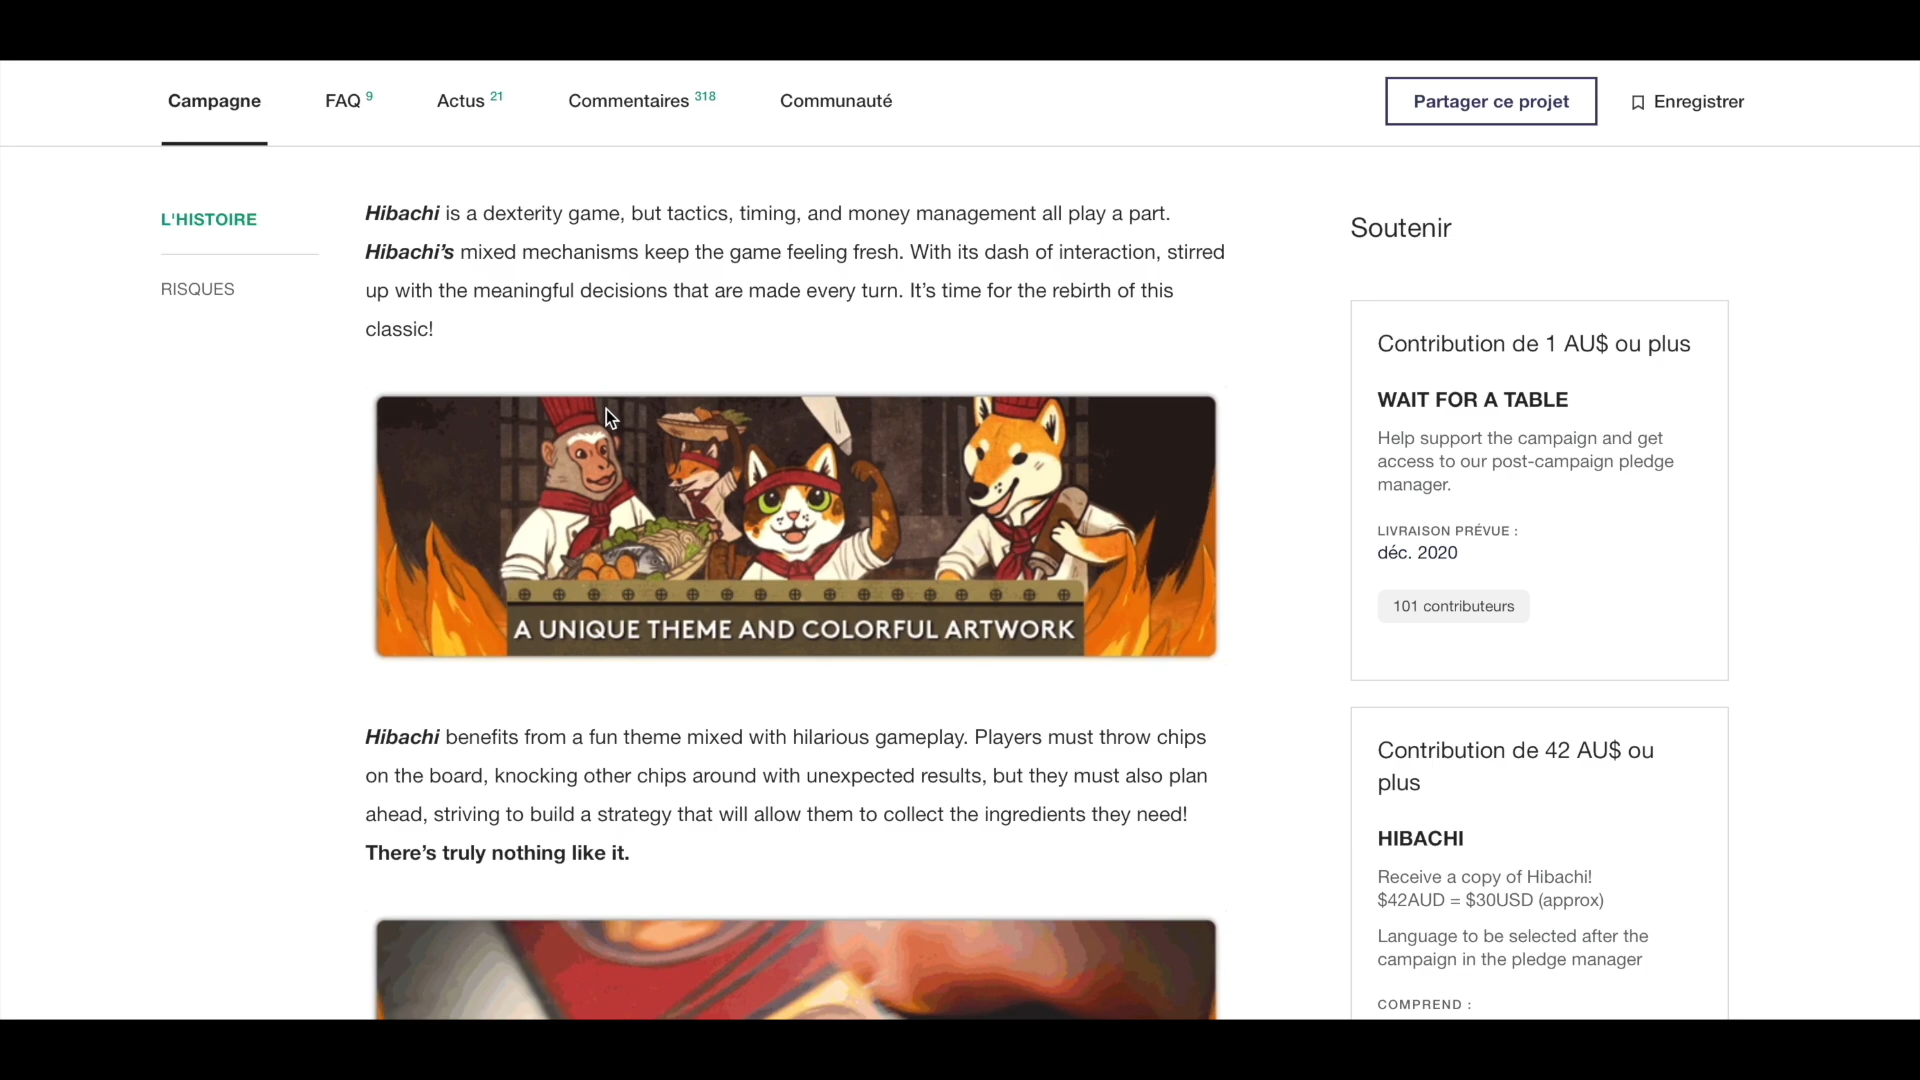 Campagne
FAQ 9
Actus 21
Commentaires 318
Communauté
Partager ce projet
Enregistrer
L'HISTOIRE
RISQUES
Hibachi is a dexterity game, but tactics, timing, and money management all play a part.
Hibachi’s mixed mechanisms keep the game feeling fresh. With its dash of interaction, stirred
up with the meaningful decisions that are made every turn. It’s time for the rebirth of this
classic!
A UNIQUE THEME AND COLORFUL ARTWORK
Hibachi benefits from a fun theme mixed with hilarious gameplay. Players must throw chips
on the board, knocking other chips around with unexpected results, but they must also plan
ahead, striving to build a strategy that will allow them to collect the ingredients they need!
There’s truly nothing like it.
Soutenir
Contribution de 1 AU$ ou plus
WAIT FOR A TABLE
Help support the campaign and get
access to our post-campaign pledge
manager.
LIVRAISON PRÉVUE :
déc. 2020
101 contributeurs
Contribution de 42 AU$ ou
plus
HIBACHI
Receive a copy of Hibachi!
$42AUD = $30USD (approx)
Language to be selected after the
campaign in the pledge manager
COMPREND :